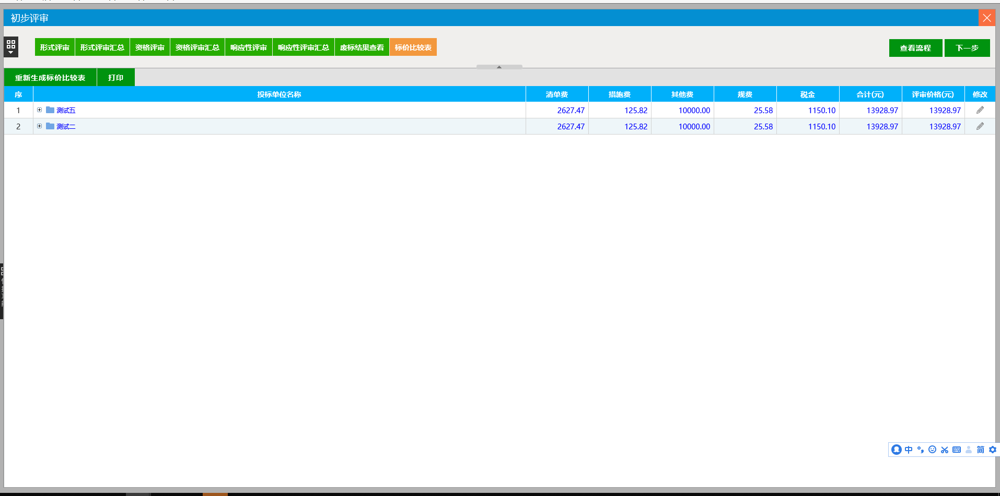 初步评审
形式评审 形式评审汇总 资格评审 资格评审汇总 响应性评审 响应性评审汇总 废标结果查看 标价比较表 查看流程 下一步
重新生成标价比较表 打印
序 投标单位名称 清单费 措施费 其他费 规费 税金 合计(元) 评审价格(元) 修改
1 测试五 2627.47 125.82 10000.00 25.58 1150.10 13928.97 13928.97
2 测试二 2627.47 125.82 10000.00 25.58 1150.10 13928.97 13928.97
中 简